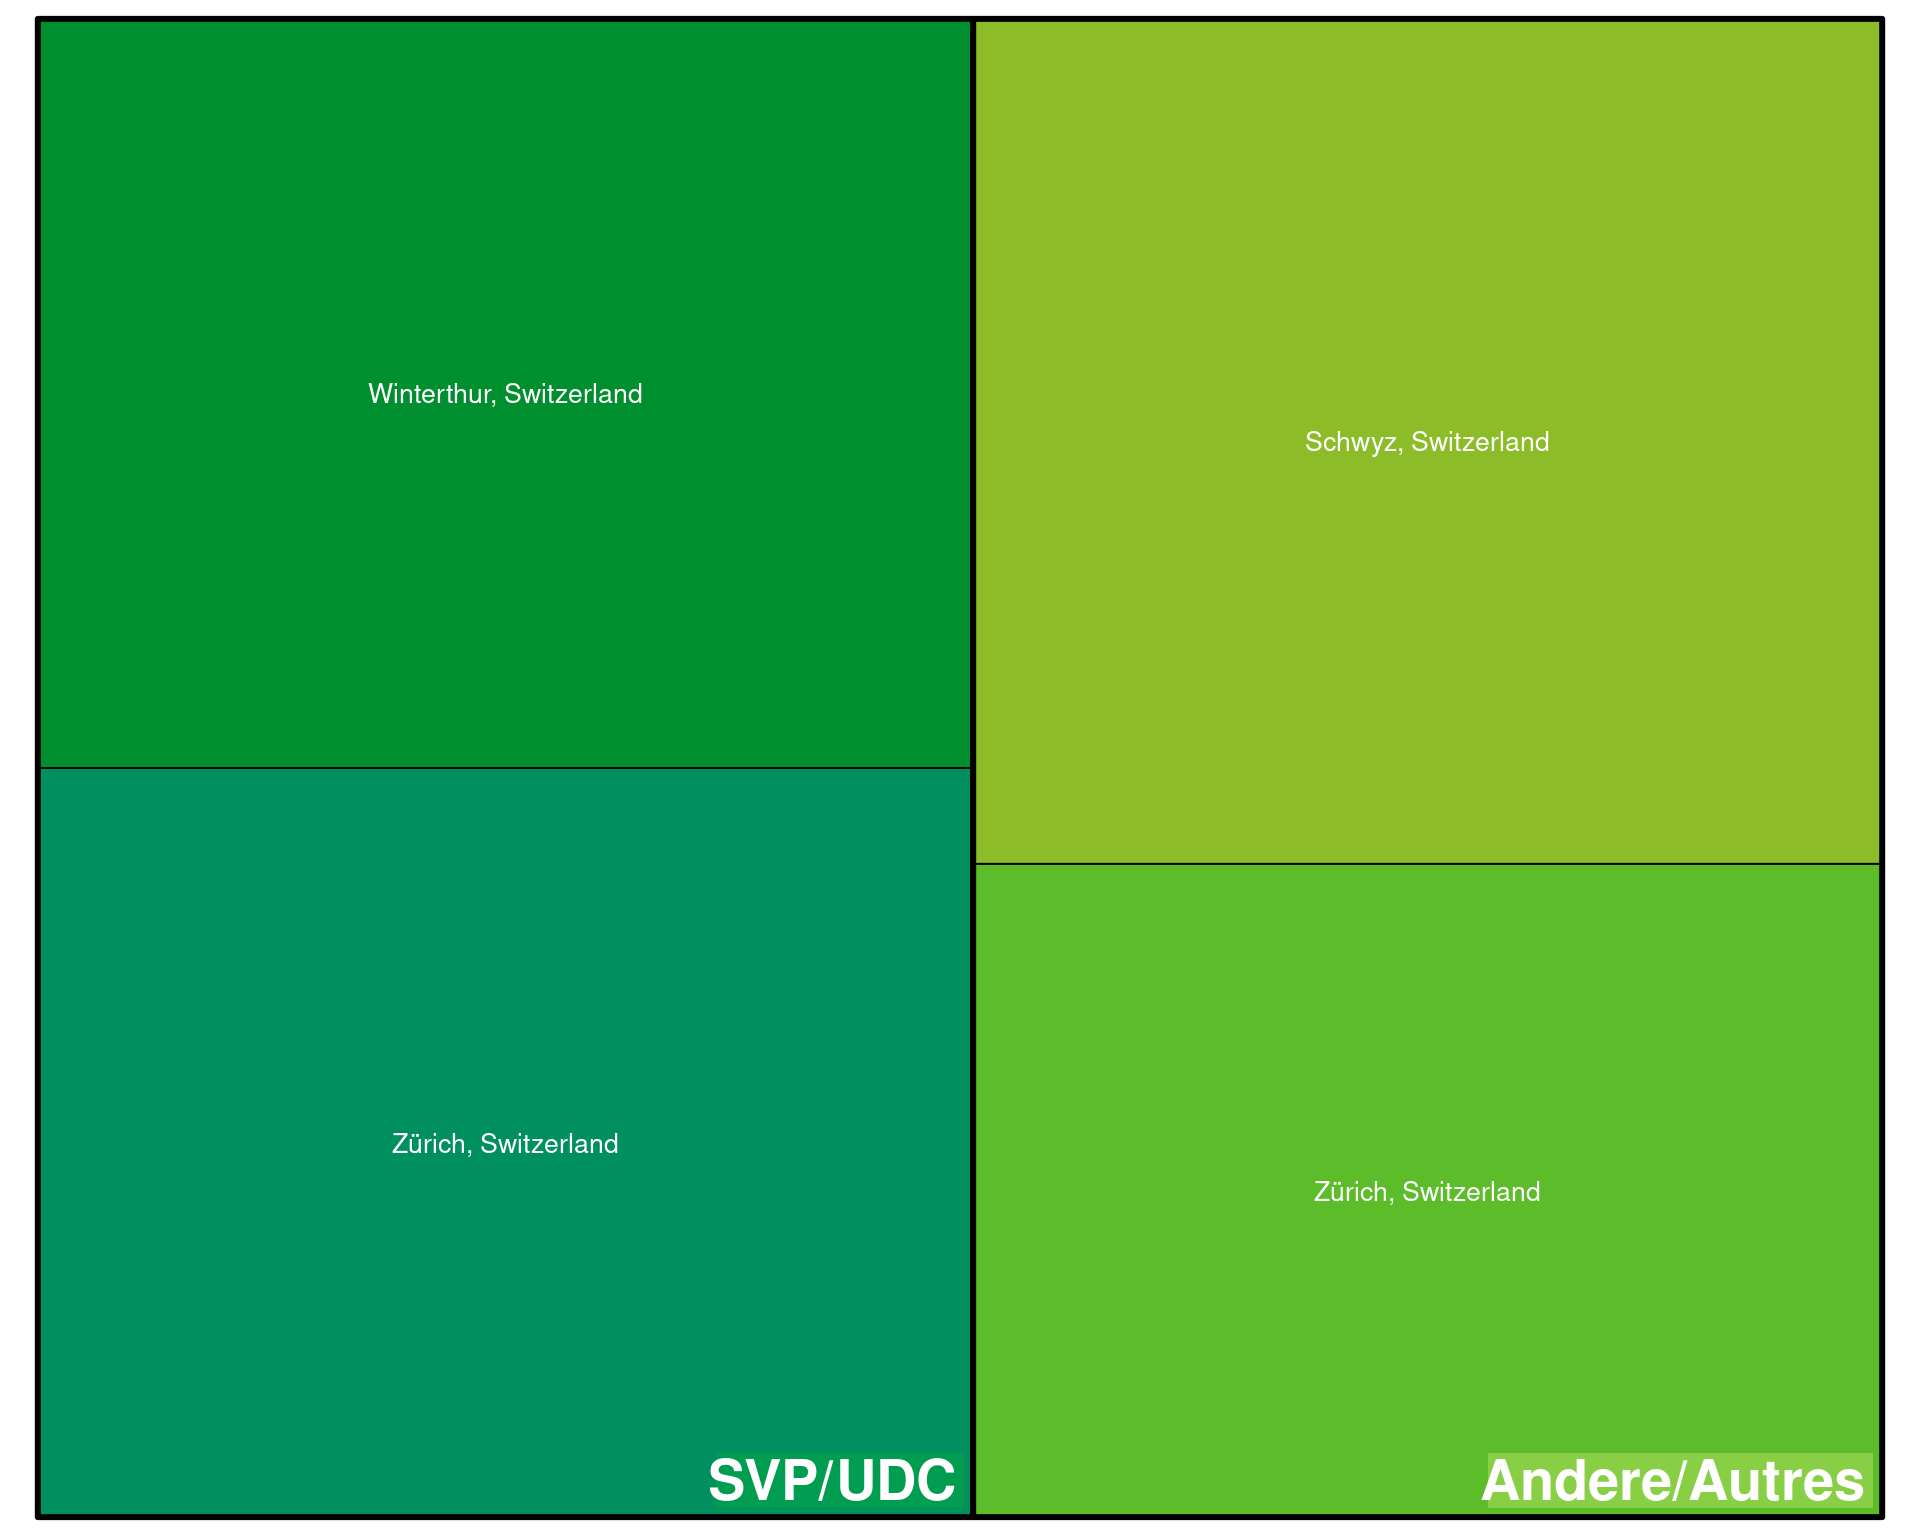 Winterthur, Switzerland
Zürich, Switzerland
SVP/UDC
Schwyz, Switzerland
Zürich, Switzerland
Andere/Autres